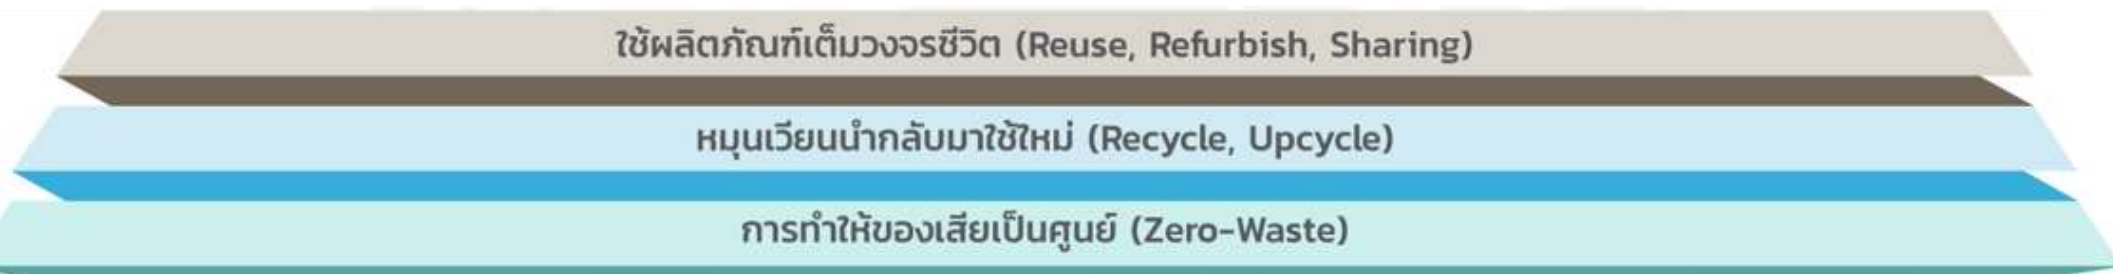 ใช้ผลิตภัณฑ์เต็มวงจรชีวิต (Reuse, Refurbish, Sharing)
หมุนเวียนนำกลับมาใช้ใหม่ (Recycle, Upcycle)
การทำให้ของเสียเป็นศูนย์ (Zero-Waste)